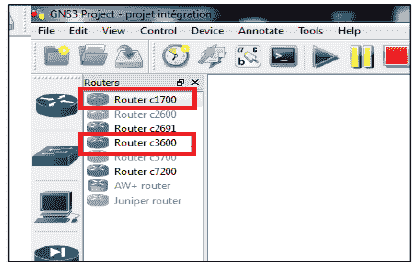 GNS3 Project - projet intégration
File Edit View Control Device Annotate Tools Help
Routers
Router c1700
Router c2600
Router c2691
Router c3600
Router c3700
Router c7200
AW+ router
Juniper router